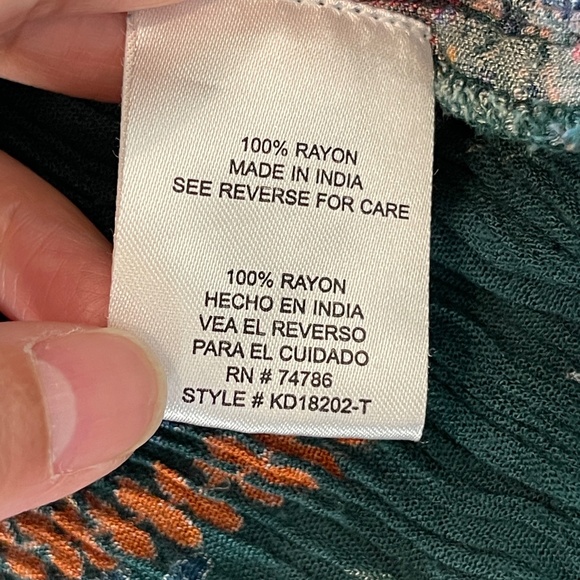 100% RAYON
MADE IN INDIA
SEE REVERSE FOR CARE
100% RAYON
HECHO EN INDIA
VEA EL REVERSO
PARA EL CUIDADO
RN # 74786
STYLE # KD18202-T